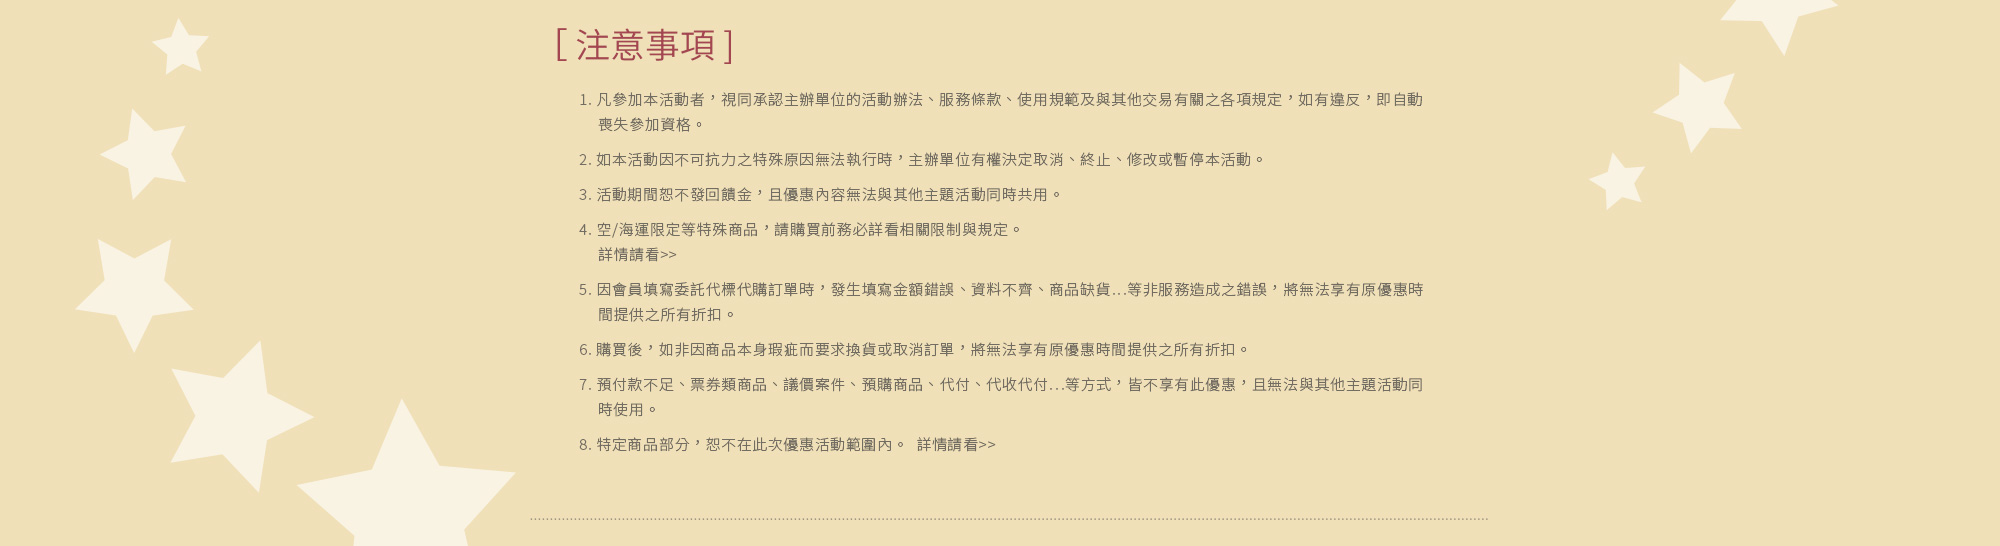 [ 注意事項 ]
1. 凡參加本活動者，視同承認主辦單位的活動辦法、服務條款、使用規範及與其他交易有關之各項規定，如有違反，即自動
喪失參加資格。
2. 如本活動因不可抗力之特殊原因無法執行時，主辦單位有權決定取消、終止、修改或暫停本活動。
3. 活動期間恕不發回饋金，且優惠內容無法與其他主題活動同時共用。
4. 空/海運限定等特殊商品，請購買前務必詳看相關限制與規定。
詳情請看>>
5. 因會員填寫委託代標代購訂單時，發生填寫金額錯誤、資料不齊、商品缺貨...等非服務造成之錯誤，將無法享有原優惠時
間提供之所有折扣。
6. 購買後，如非因商品本身瑕疵而要求換貨或取消訂單，將無法享有原優惠時間提供之所有折扣。
7. 預付款不足、票券類商品、議價案件、預購商品、代付、代收代付...等方式，皆不享有此優惠，且無法與其他主題活動同
時使用。
8. 特定商品部分，恕不在此次優惠活動範圍內。 詳情請看>>